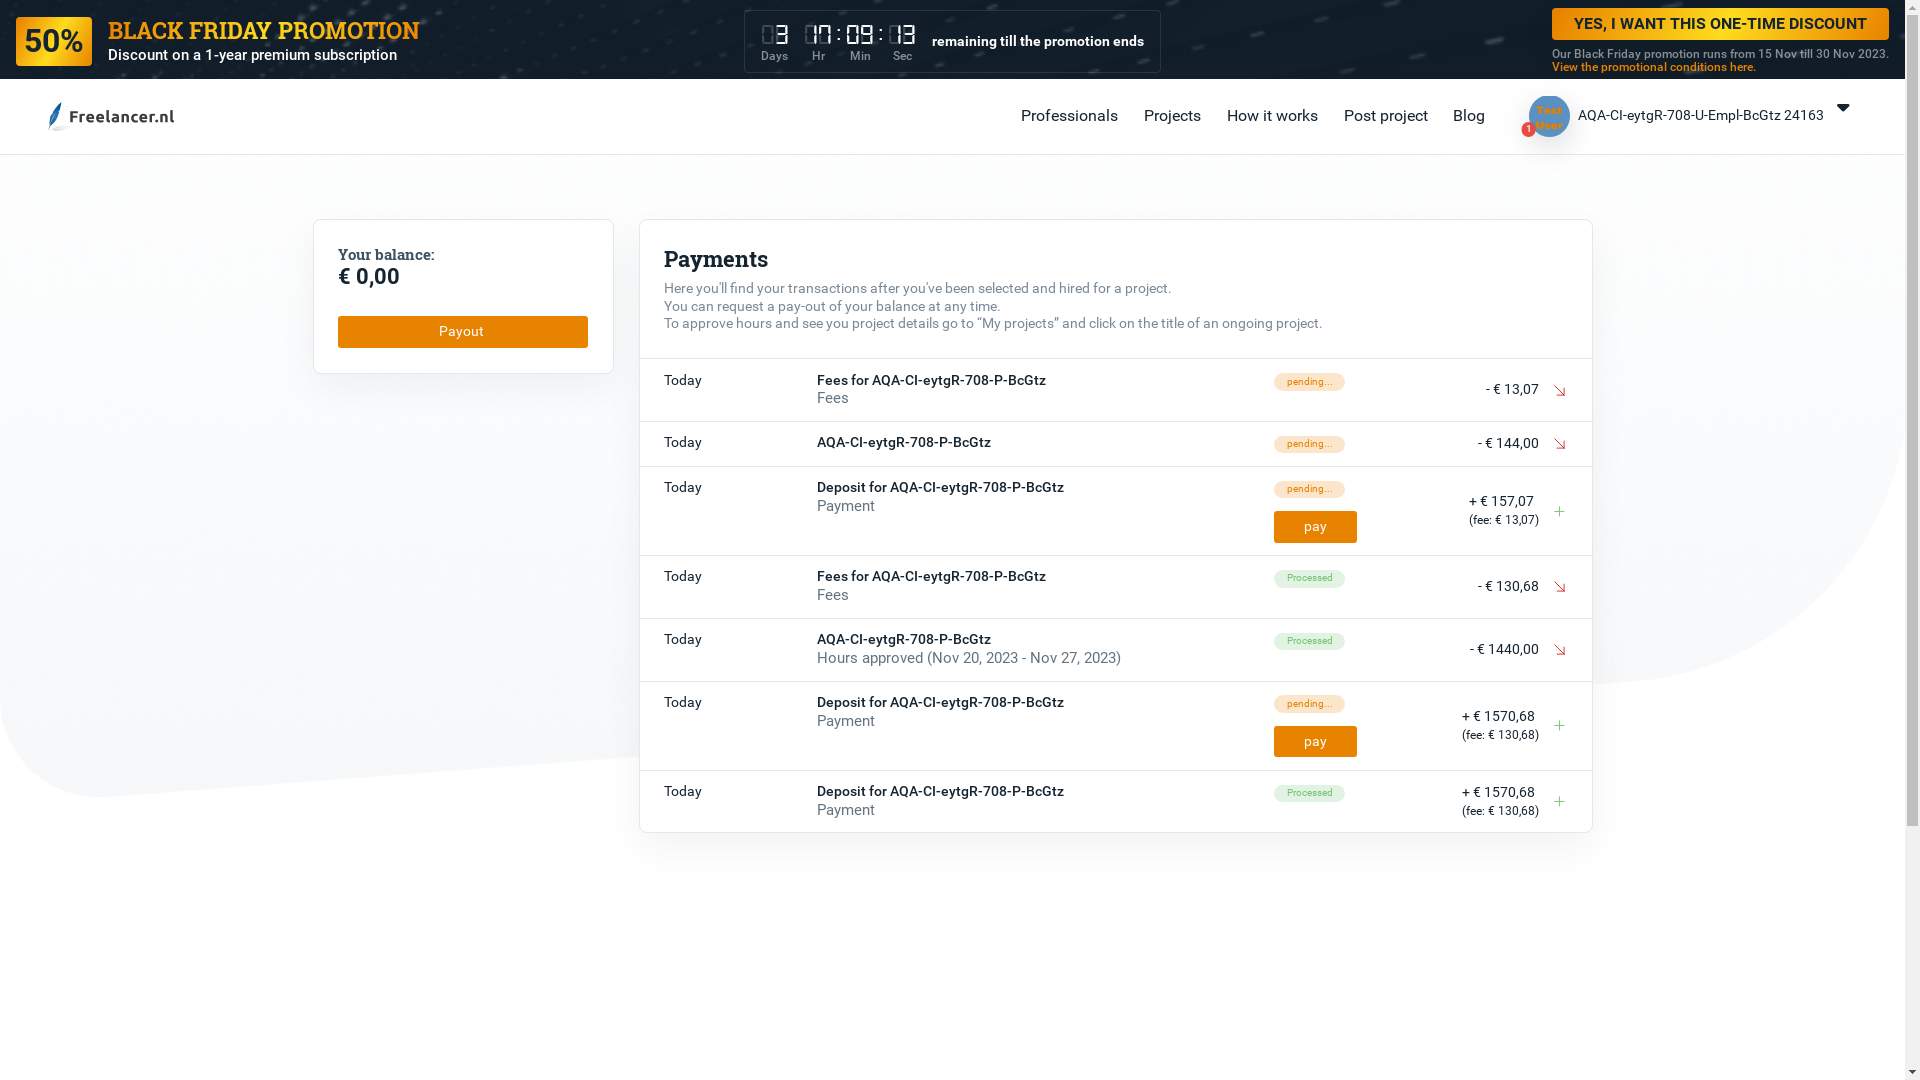 50%
BLACK FRIDAY PROMOTION
Discount on a 1-year premium subscription
3 17:09:13
Days Hr Min Sec
remaining till the promotion ends
YES, I WANT THIS ONE-TIME DISCOUNT
Our Black Friday promotion runs from 15 Nov till 30 Nov 2023.
View the promotional conditions here.
Freelancer.nl
Professionals
Projects
How it works
Post project
Blog
Test User
1
AQA-CI-eytgR-708-U-Empl-BcGtz 24163
Your balance:
€ 0,00
Payout
Payments
Here you'll find your transactions after you've been selected and hired for a project.
You can request a pay-out of your balance at any time.
To approve hours and see you project details go to “My projects” and click on the title of an ongoing project.
Today Fees for AQA-CI-eytgR-708-P-BcGtz pending... - € 13,07
Fees
Today AQA-CI-eytgR-708-P-BcGtz pending... - € 144,00
Today Deposit for AQA-CI-eytgR-708-P-BcGtz pending... + € 157,07
Payment pay (fee: € 13,07)
Today Fees for AQA-CI-eytgR-708-P-BcGtz Processed - € 130,68
Fees
Today AQA-CI-eytgR-708-P-BcGtz Processed - € 1440,00
Hours approved (Nov 20, 2023 - Nov 27, 2023)
Today Deposit for AQA-CI-eytgR-708-P-BcGtz pending... + € 1570,68
Payment pay (fee: € 130,68)
Today Deposit for AQA-CI-eytgR-708-P-BcGtz Processed + € 1570,68
Payment (fee: € 130,68)